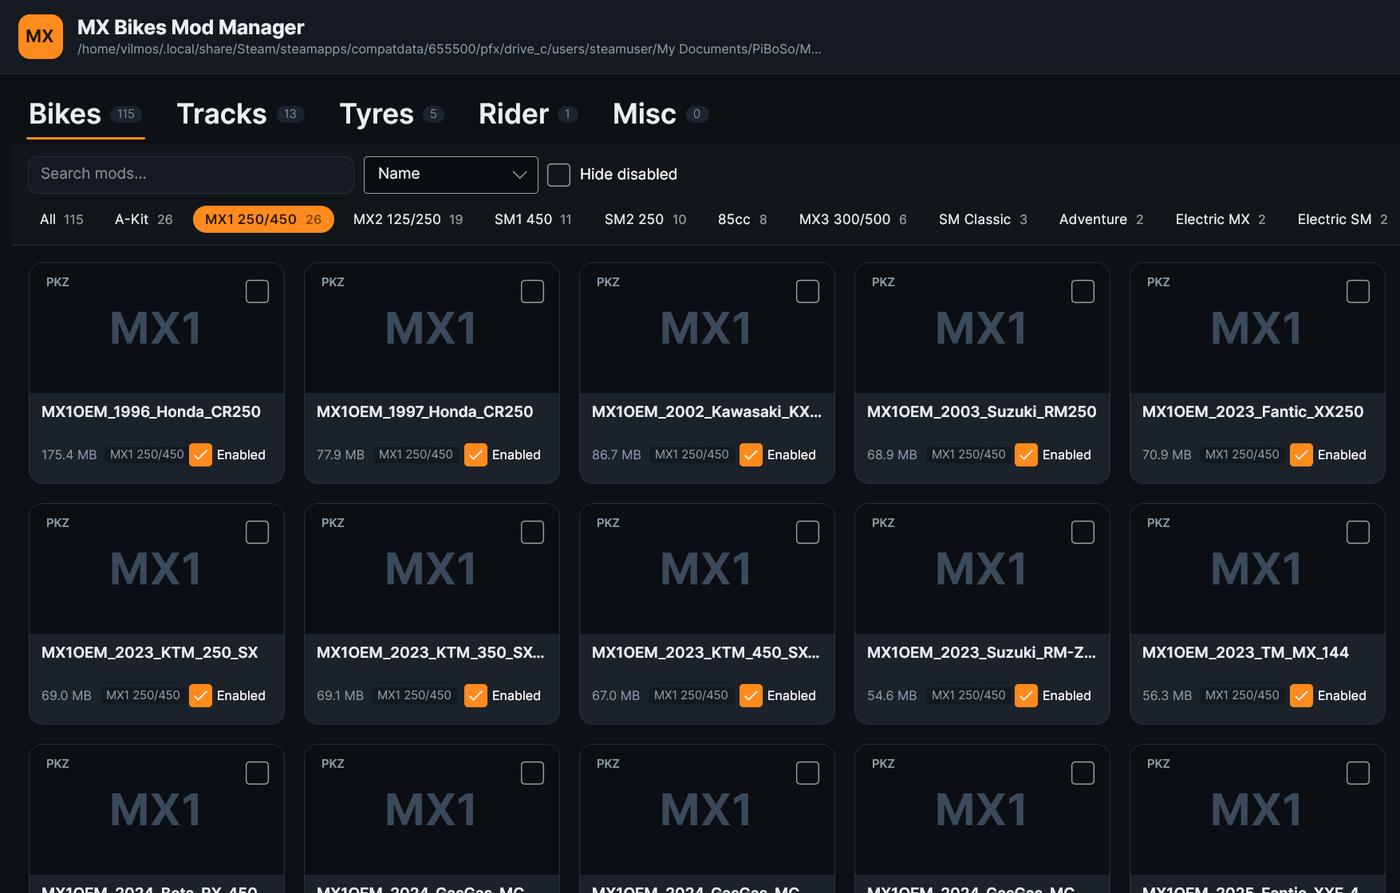 MX
MX Bikes Mod Manager
/home/vilmos/.local/share/Steam/steamapps/compatdata/655500/pfx/drive_c/users/steamuser/My Documents/PiBoSo/M...
Bikes 115 Tracks 13 Tyres 5 Rider 1 Misc 0
Search mods... Name Hide disabled
All 115 A-Kit 26 MX1 250/450 26 MX2 125/250 19 SM1 450 11 SM2 250 10 85cc 8 MX3 300/500 6 SM Classic 3 Adventure 2 Electric MX 2 Electric SM 2
PKZ PKZ PKZ PKZ PKZ
MX1 MX1 MX1 MX1 MX1
MX1OEM_1996_Honda_CR250 MX1OEM_1997_Honda_CR250 MX1OEM_2002_Kawasaki_KX... MX1OEM_2003_Suzuki_RM250 MX1OEM_2023_Fantic_XX250
175.4 MB MX1 250/450 Enabled 77.9 MB MX1 250/450 Enabled 86.7 MB MX1 250/450 Enabled 68.9 MB MX1 250/450 Enabled 70.9 MB MX1 250/450 Enabled
PKZ PKZ PKZ PKZ PKZ
MX1 MX1 MX1 MX1 MX1
MX1OEM_2023_KTM_250_SX MX1OEM_2023_KTM_350_SX... MX1OEM_2023_KTM_450_SX... MX1OEM_2023_Suzuki_RM-Z... MX1OEM_2023_TM_MX_144
69.0 MB MX1 250/450 Enabled 69.1 MB MX1 250/450 Enabled 67.0 MB MX1 250/450 Enabled 54.6 MB MX1 250/450 Enabled 56.3 MB MX1 250/450 Enabled
PKZ PKZ PKZ PKZ PKZ
MX1 MX1 MX1 MX1 MX1